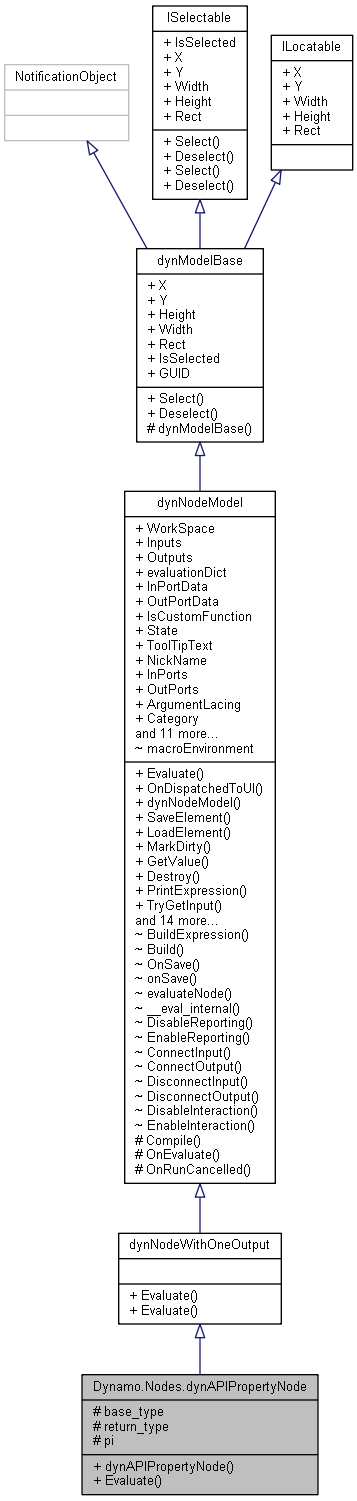 ISelectable
+ IsSelected
+ X
+ Y
+ Width
+ Height
+ Rect
+ Select()
+ Deselect()
+ Select()
+ Deselect()
ILocatable
+ X
+ Y
+ Width
+ Height
+ Rect
NotificationObject
dynModelBase
+ X
+ Y
+ Height
+ Width
+ Rect
+ IsSelected
+ GUID
+ Select()
+ Deselect()
# dynModelBase()
dynNodeModel
+ WorkSpace
+ Inputs
+ Outputs
+ evaluationDict
+ InPortData
+ OutPortData
+ IsCustomFunction
+ State
+ ToolTipText
+ NickName
+ InPorts
+ OutPorts
+ ArgumentLacing
+ Category
and 11 more...
~ macroEnvironment
+ Evaluate()
+ OnDispatchedToUI()
+ dynNodeModel()
+ SaveElement()
+ LoadElement()
+ MarkDirty()
+ GetValue()
+ Destroy()
+ PrintExpression()
+ TryGetInput()
and 14 more...
~ BuildExpression()
~ Build()
~ OnSave()
~ onSave()
~ evaluateNode()
~ __eval_internal()
~ DisableReporting()
~ EnableReporting()
~ ConnectInput()
~ ConnectOutput()
~ DisconnectInput()
~ DisconnectOutput()
~ DisableInteraction()
~ EnableInteraction()
# Compile()
# OnEvaluate()
# OnRunCancelled()
dynNodeWithOneOutput
+ Evaluate()
+ Evaluate()
Dynamo.Nodes.dynAPIPropertyNode
# base_type
# return_type
# pi
+ dynAPIPropertyNode()
+ Evaluate()